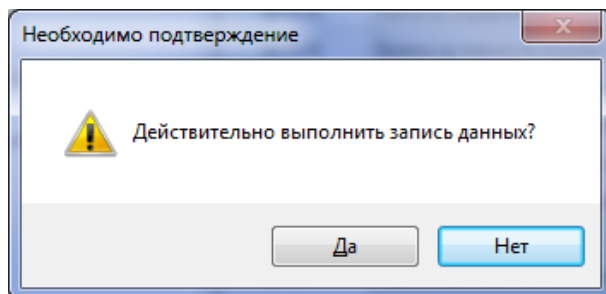 Необходимо подтверждение
Действительно выполнить запись данных?
Да
Нет